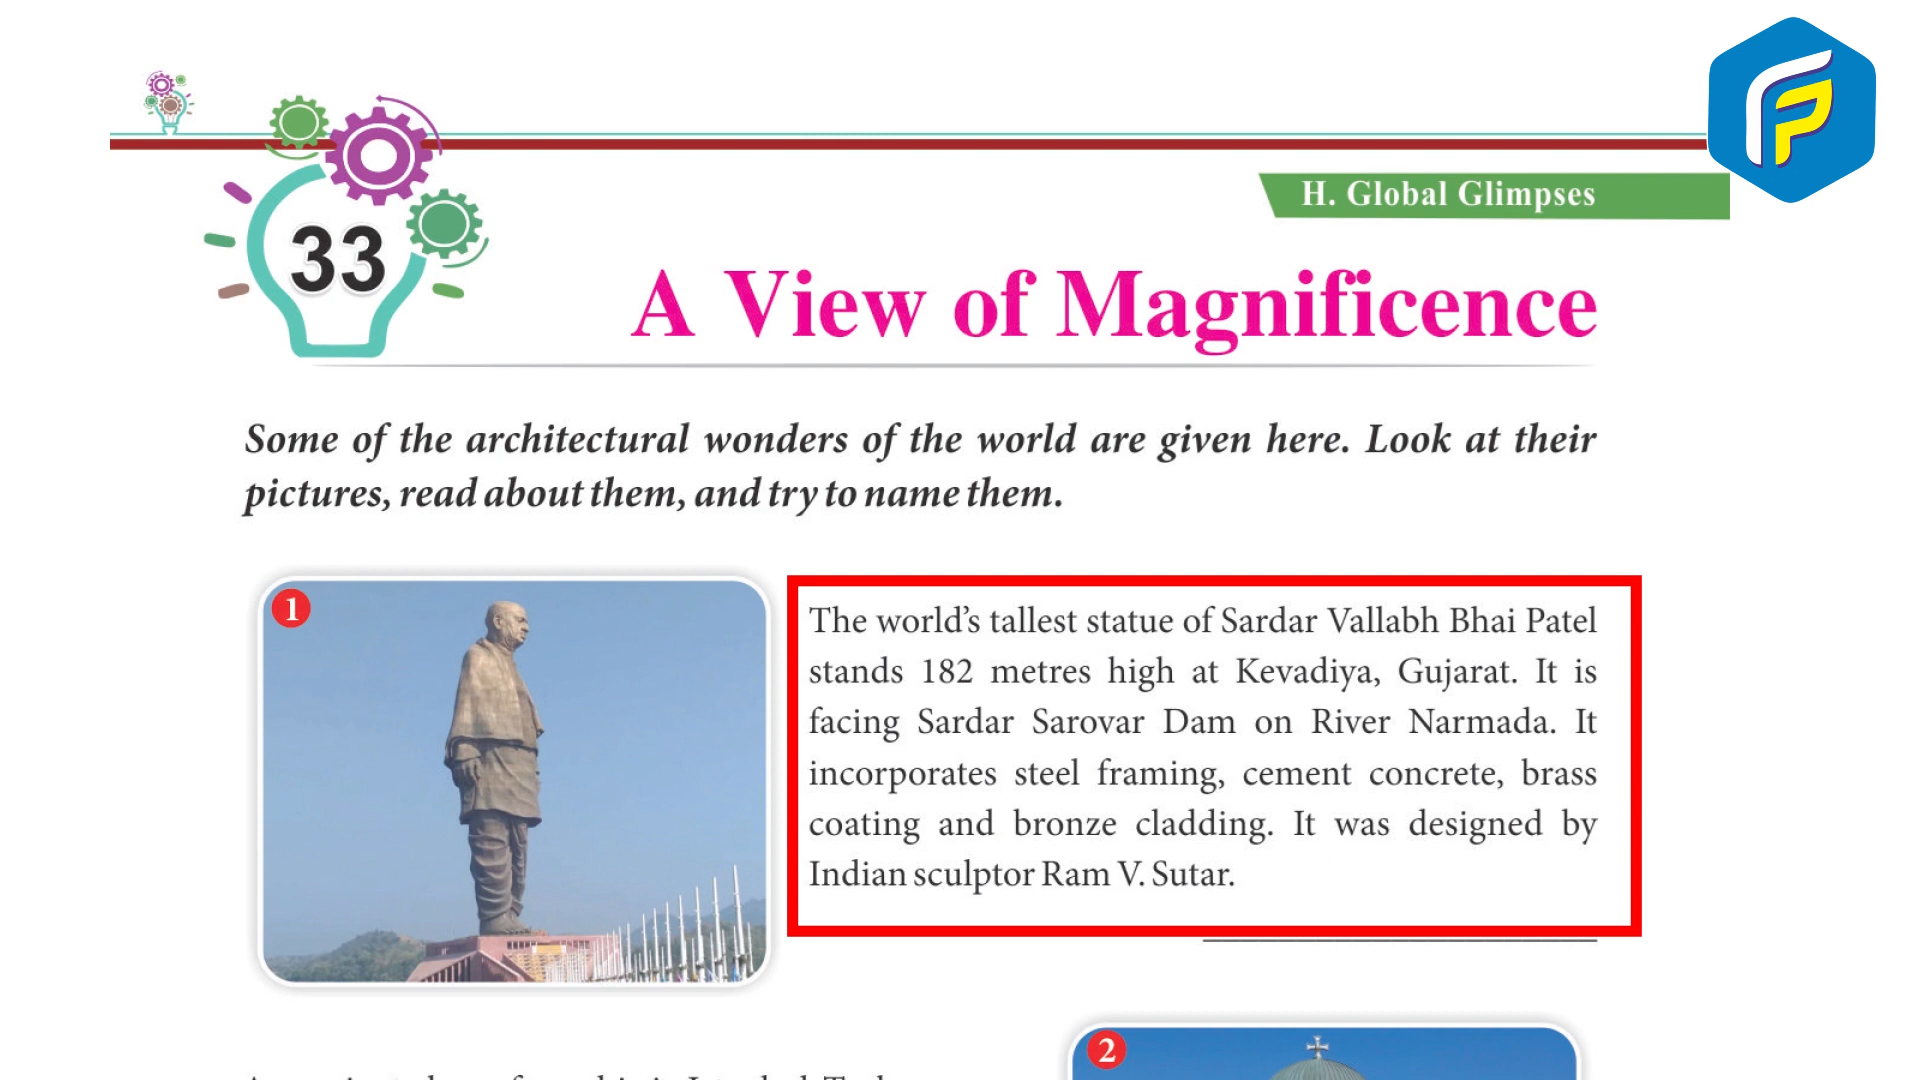 H. Global Glimpses
33
A View of Magnificence
Some of the architectural wonders of the world are given here. Look at their
pictures, read about them, and try to name them.
1
The world's tallest statue of Sardar Vallabh Bhai Patel
stands 182 metres high at Kevadiya, Gujarat. It is
facing Sardar Sarovar Dam on River Narmada. It
incorporates steel framing, cement concrete, brass
coating and bronze cladding. It was designed by
Indian sculptor Ram V. Sutar.
2